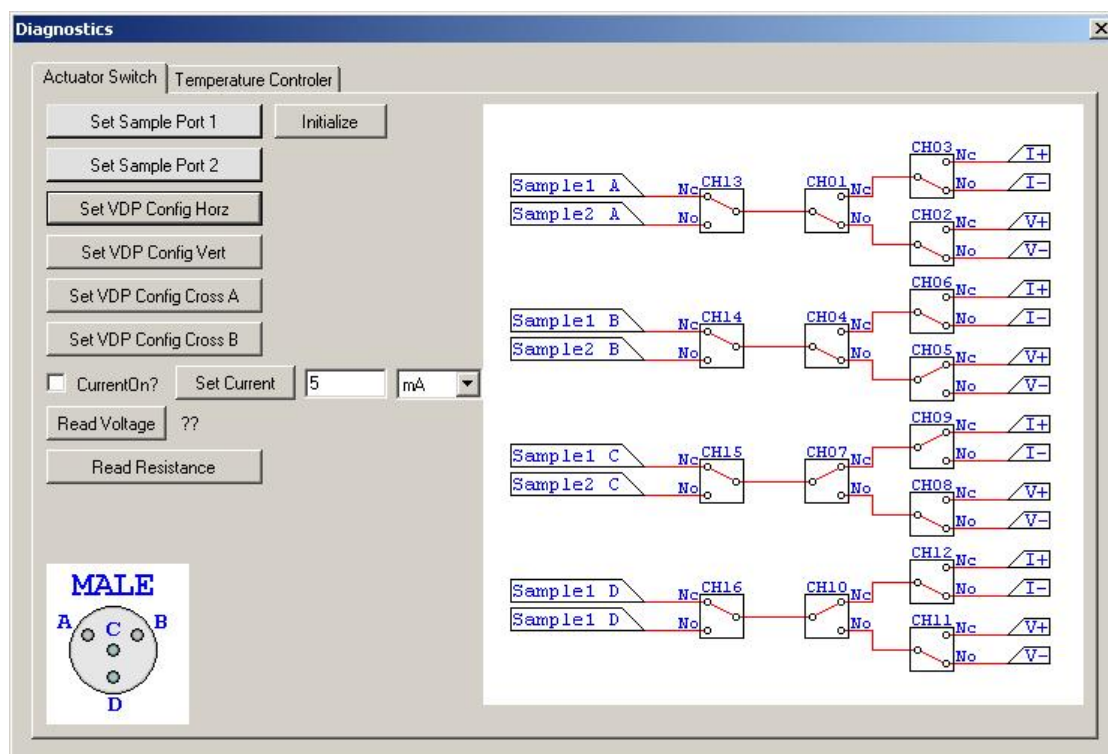 Diagnostics
Actuator Switch Temperature Controler
Set Sample Port 1 Initialize
Set Sample Port 2
Set VDP Config Horz
Set VDP Config Vert
Set VDP Config Cross A
Set VDP Config Cross B
CurrentOn? Set Current 5 mA
Read Voltage ??
Read Resistance
MALE
A C B
D
CH03 Nc I+
Sample1 A Nc CH13 CH01 Nc No I-
Sample2 A No No CH02 Nc V+
No V-
CH06 Nc I+
Sample1 B Nc CH14 CH04 Nc No I-
Sample2 B No No CH05 Nc V+
No V-
CH09 Nc I+
Sample1 C Nc CH15 CH07 Nc No I-
Sample2 C No No CH08 Nc V+
No V-
CH12 Nc I+
Sample1 D Nc CH16 CH10 Nc No I-
Sample1 D No No CH11 Nc V+
No V-